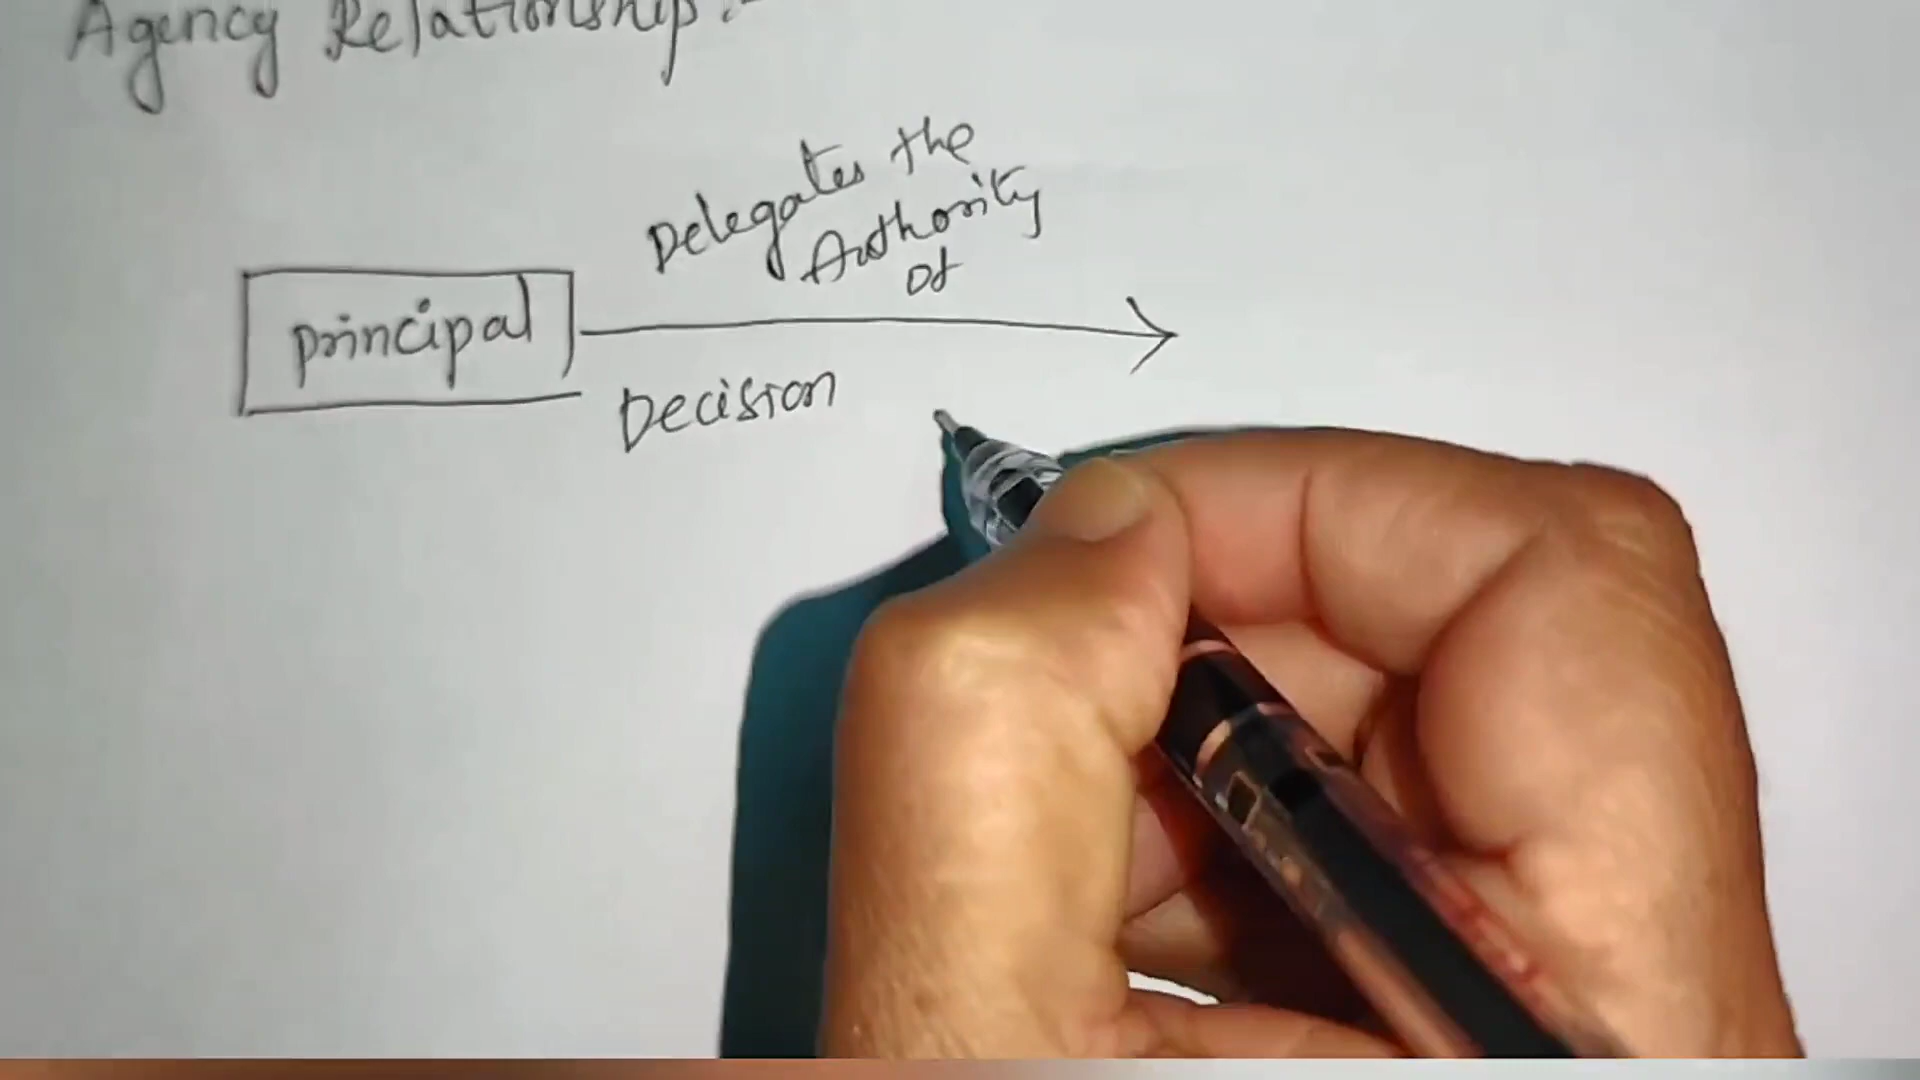 Agency Relationship:-
Delegates the
Authority
Of
principal
Decision